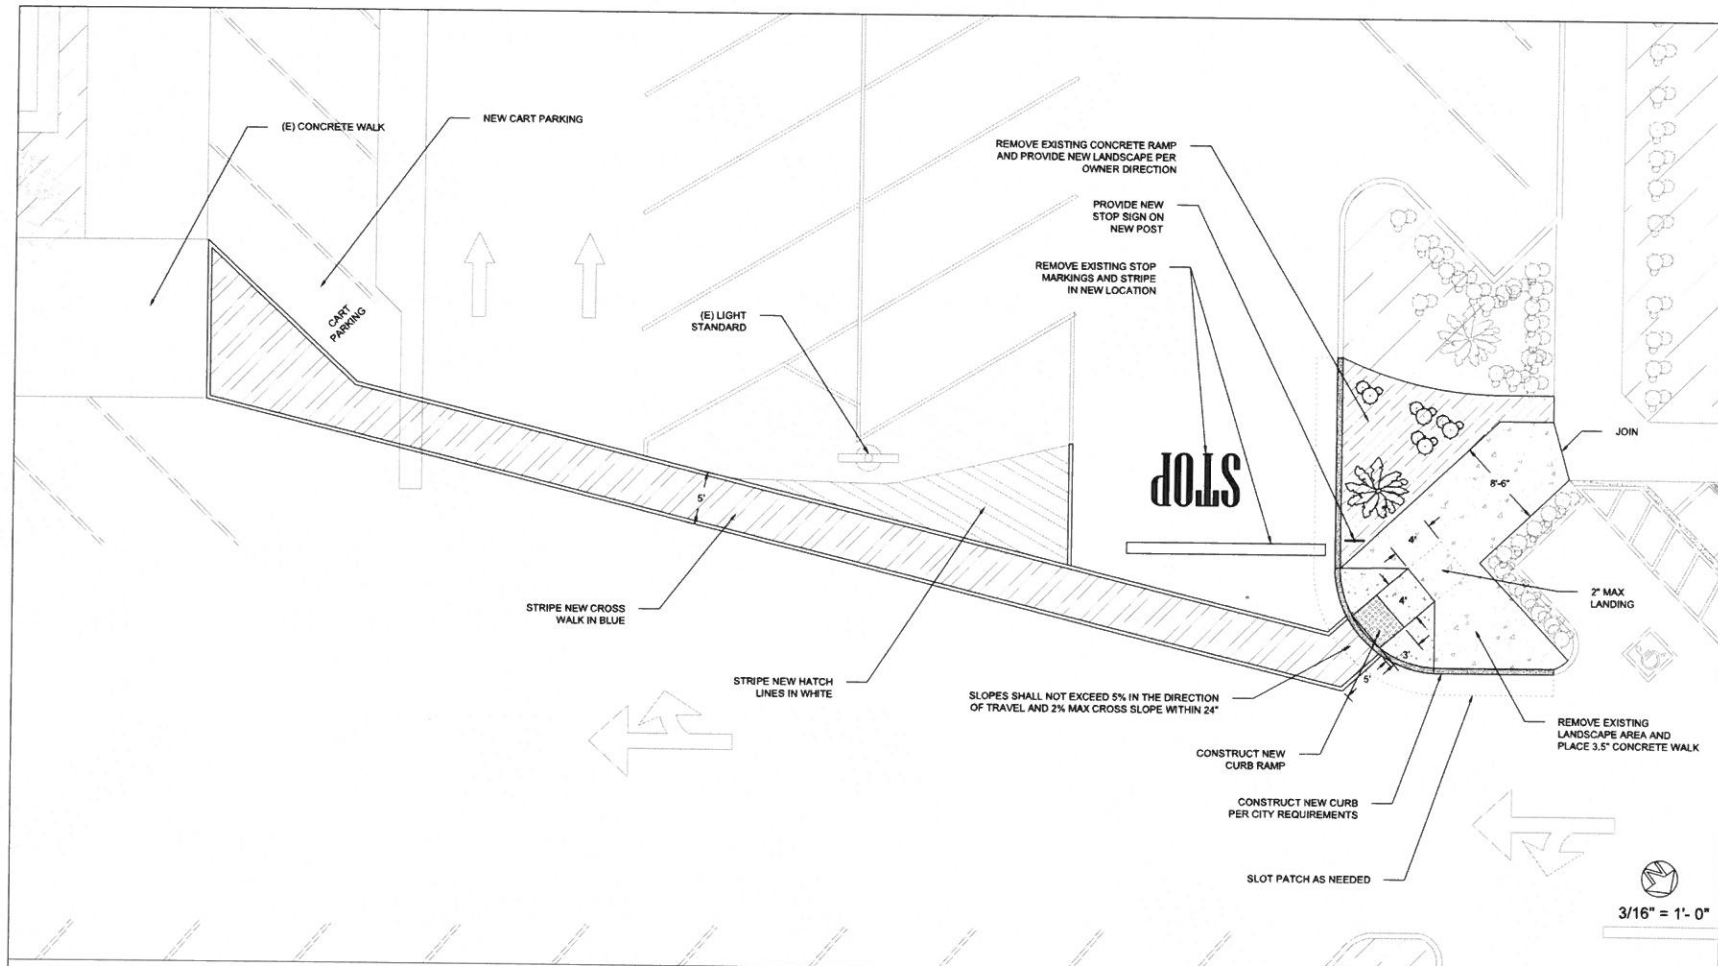 (E) CONCRETE WALK
NEW CART PARKING
CART
PARKING
(E) LIGHT
STANDARD
REMOVE EXISTING CONCRETE RAMP
AND PROVIDE NEW LANDSCAPE PER
OWNER DIRECTION
PROVIDE NEW
STOP SIGN ON
NEW POST
REMOVE EXISTING STOP
MARKINGS AND STRIPE
IN NEW LOCATION
STOP
JOIN
8'-6"
4'
4'
3'
5'
5'
2" MAX
LANDING
STRIPE NEW CROSS
WALK IN BLUE
STRIPE NEW HATCH
LINES IN WHITE
SLOPES SHALL NOT EXCEED 5% IN THE DIRECTION
OF TRAVEL AND 2% MAX CROSS SLOPE WITHIN 24"
CONSTRUCT NEW
CURB RAMP
CONSTRUCT NEW CURB
PER CITY REQUIREMENTS
SLOT PATCH AS NEEDED
REMOVE EXISTING
LANDSCAPE AREA AND
PLACE 3.5" CONCRETE WALK
N
3/16" = 1'- 0"